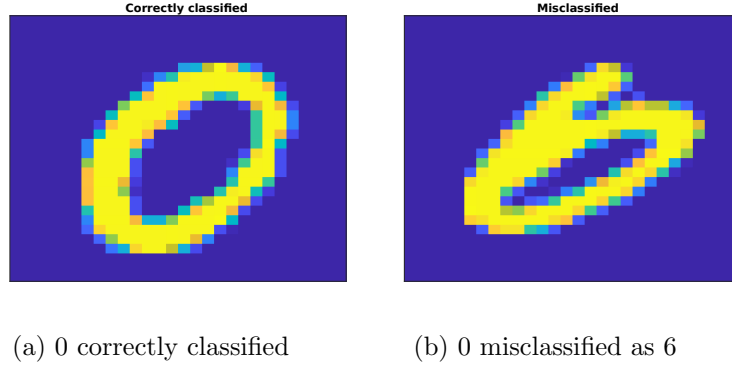 Correctly classified
Misclassified
(a) 0 correctly classified
(b) 0 misclassified as 6